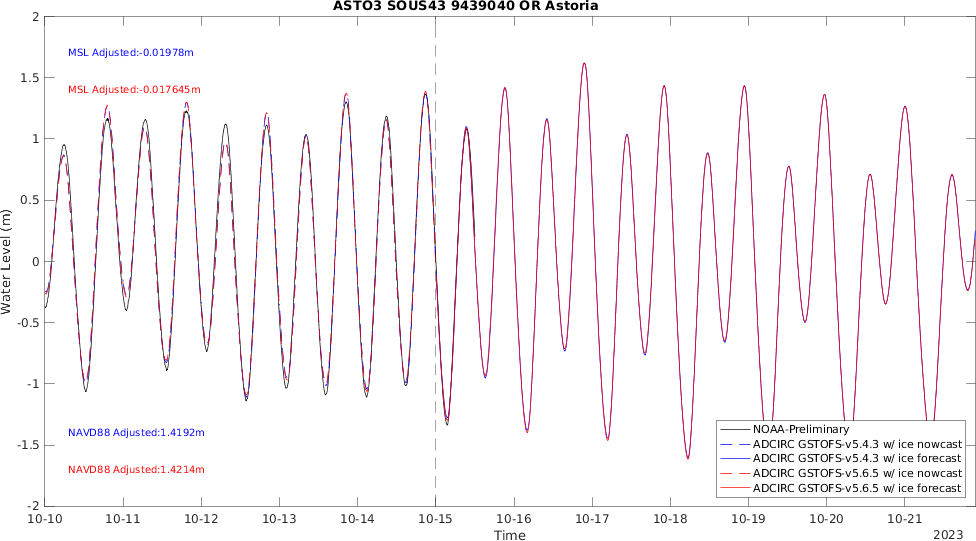 ASTO3 SOUS43 9439040 OR Astoria
MSL Adjusted:-0.01978m
MSL Adjusted:-0.017645m
NAVD88 Adjusted:1.4192m
NAVD88 Adjusted:1.4214m
Water Level (m)
2
1.5
1
0.5
0
-0.5
-1
-1.5
-2
NOAA-Preliminary
ADCIRC GSTOFS-v5.4.3 w/ ice nowcast
ADCIRC GSTOFS-v5.4.3 w/ ice forecast
ADCIRC GSTOFS-v5.6.5 w/ ice nowcast
ADCIRC GSTOFS-v5.6.5 w/ ice forecast
10-10 10-11 10-12 10-13 10-14 10-15 10-16 10-17 10-18 10-19 10-20 10-21
Time
2023